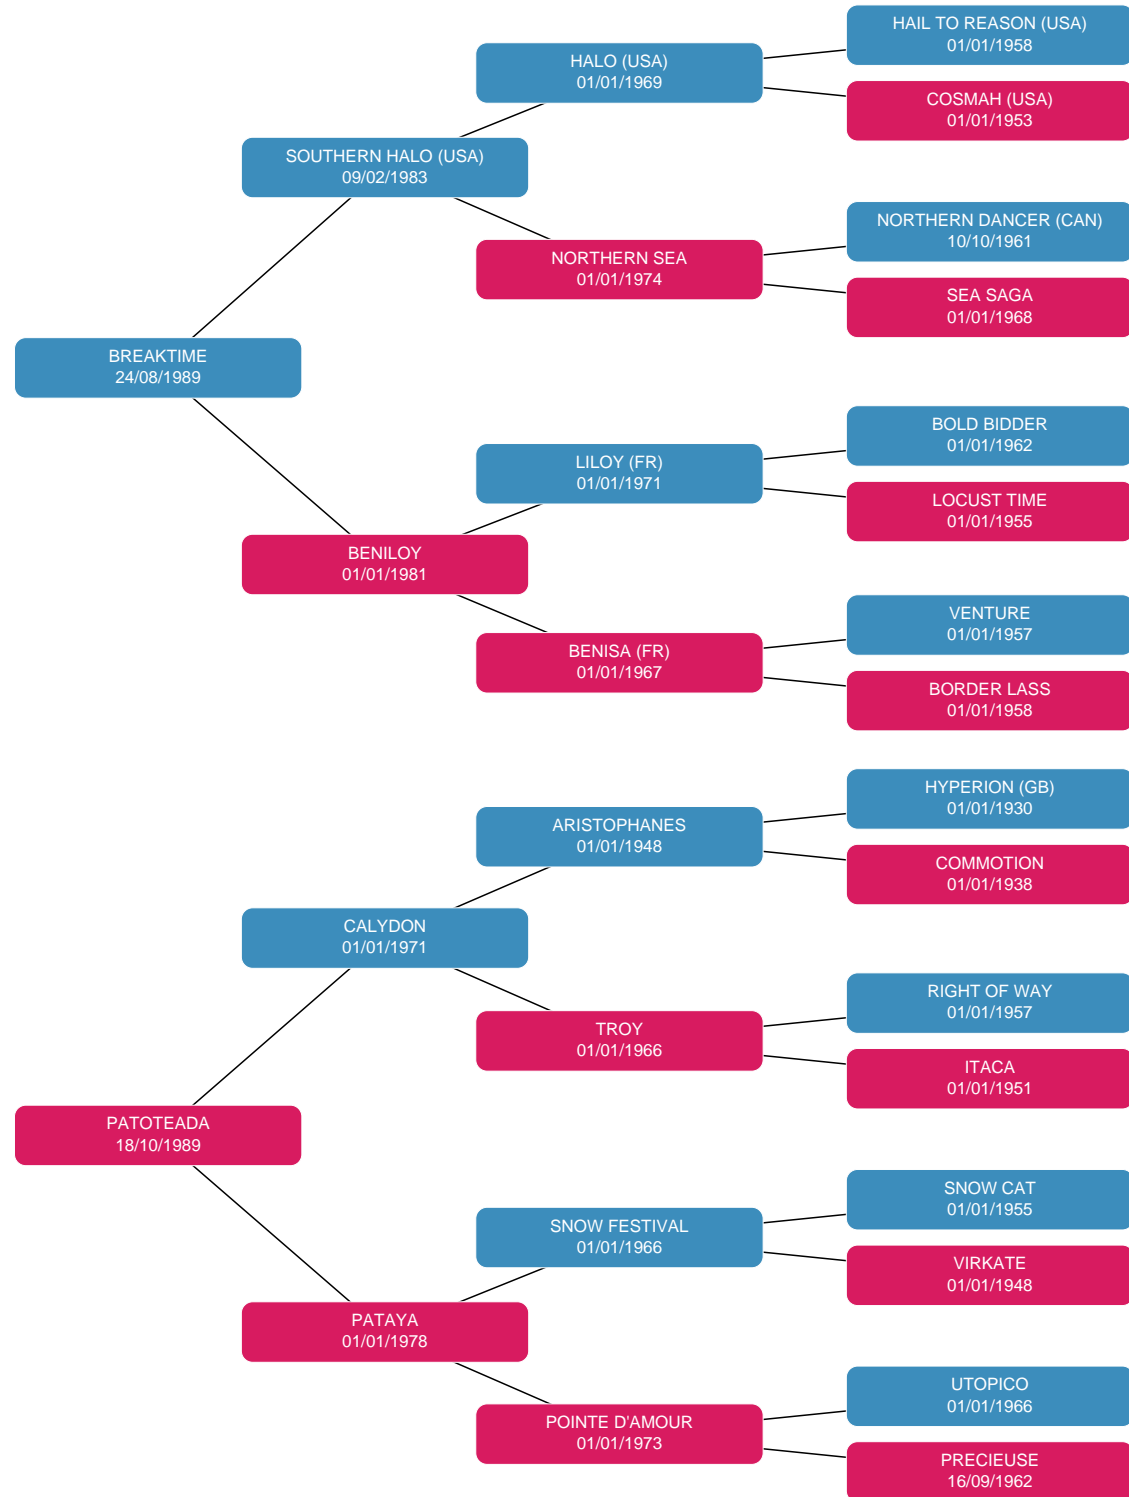 HAIL TO REASON (USA)
01/01/1958
HALO (USA)
01/01/1969
COSMAH (USA)
01/01/1953
SOUTHERN HALO (USA)
09/02/1983
NORTHERN DANCER (CAN)
10/10/1961
NORTHERN SEA
01/01/1974
SEA SAGA
01/01/1968
BREAKTIME
24/08/1989
BOLD BIDDER
01/01/1962
LILOY (FR)
01/01/1971
LOCUST TIME
01/01/1955
BENILOY
01/01/1981
VENTURE
01/01/1957
BENISA (FR)
01/01/1967
BORDER LASS
01/01/1958
HYPERION (GB)
01/01/1930
ARISTOPHANES
01/01/1948
COMMOTION
01/01/1938
CALYDON
01/01/1971
RIGHT OF WAY
01/01/1957
TROY
01/01/1966
ITACA
01/01/1951
PATOTEADA
18/10/1989
SNOW CAT
01/01/1955
SNOW FESTIVAL
01/01/1966
VIRKATE
01/01/1948
PATAYA
01/01/1978
UTOPICO
01/01/1966
POINTE D'AMOUR
01/01/1973
PRECIEUSE
16/09/1962